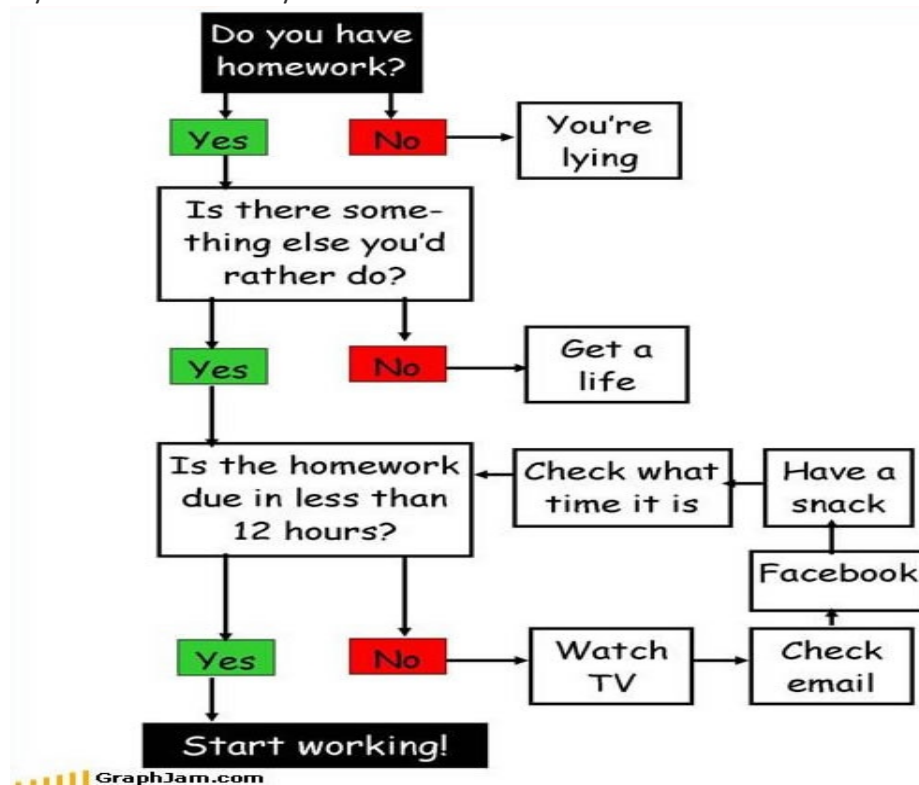 Do you have
homework?
Yes
No
You're
lying
Is there some-
thing else you'd
rather do?
Yes
No
Get a
life
Is the homework
due in less than
12 hours?
Check what
time it is
Have a
snack
Facebook
Yes
No
Watch
TV
Check
email
Start working!
GraphJam.com